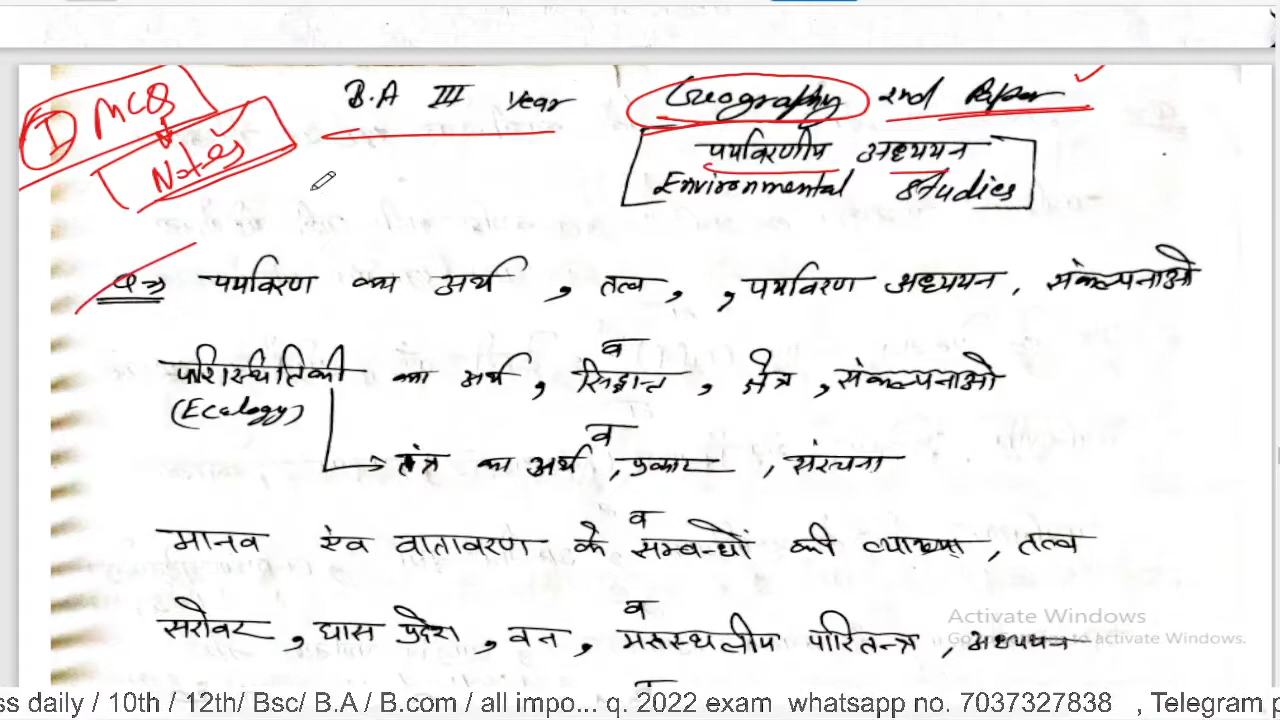 I MCQ
Notes
B.A III year
Geography 2nd Paper
पर्यावरणीय अध्ययन
Environmental Studies
Q⇒ पर्यावरण का अर्थ , तत्व , , पर्यावरण अध्ययन , संकल्पनाओ
व
पारिस्थितिकी का अर्थ , सिद्धान्त , क्षेत्र , संकल्पनाओ
(Ecology)
व
→ तंत्र का अर्थ , प्रकार , संरचना
व
मानव एंव वातावरण के सम्बन्धों की व्याख्या , तत्व
व
सरोवर , घास प्रदेश , वन , मरुस्थलीय पारितन्त्र , अध्ययन
व
Activate Windows
Go to Settings to activate Windows.
ss daily / 10th / 12th/ Bsc/ B.A / B.com / all impo... q. 2022 exam whatsapp no. 7037327838 , Telegram p